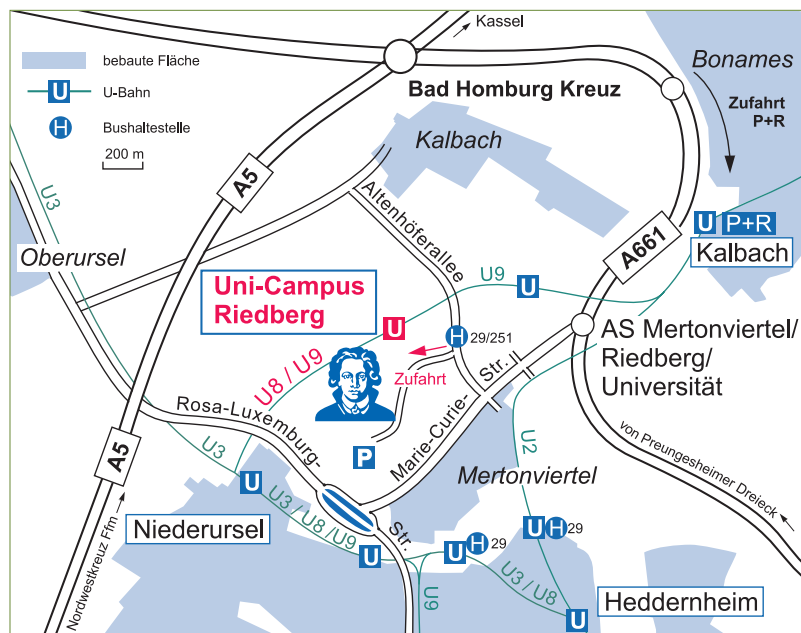 Kassel
bebaute Fläche
U
U-Bahn
H
Bushaltestelle
200 m
Bad Homburg Kreuz
Bonames
Zufahrt
P+R
Kalbach
A5
U3
Altenhöferallee
A661
U
P+R
Kalbach
Oberursel
Uni-Campus
Riedberg
U9
U
U
H
29/251
AS Mertonviertel/
Riedberg/
Universität
U8 / U9
Zufahrt
Rosa-Luxemburg-
Str.
Marie-Curie-
Str.
P
U2
von Preungesheimer Dreieck
A5
U3
U
Mertonviertel
Niederursel
U3 / U8 /U9
U
U
H
29
U
H
29
U3 / U8
U9
Heddernheim
U
Nordwestkreuz Ffm